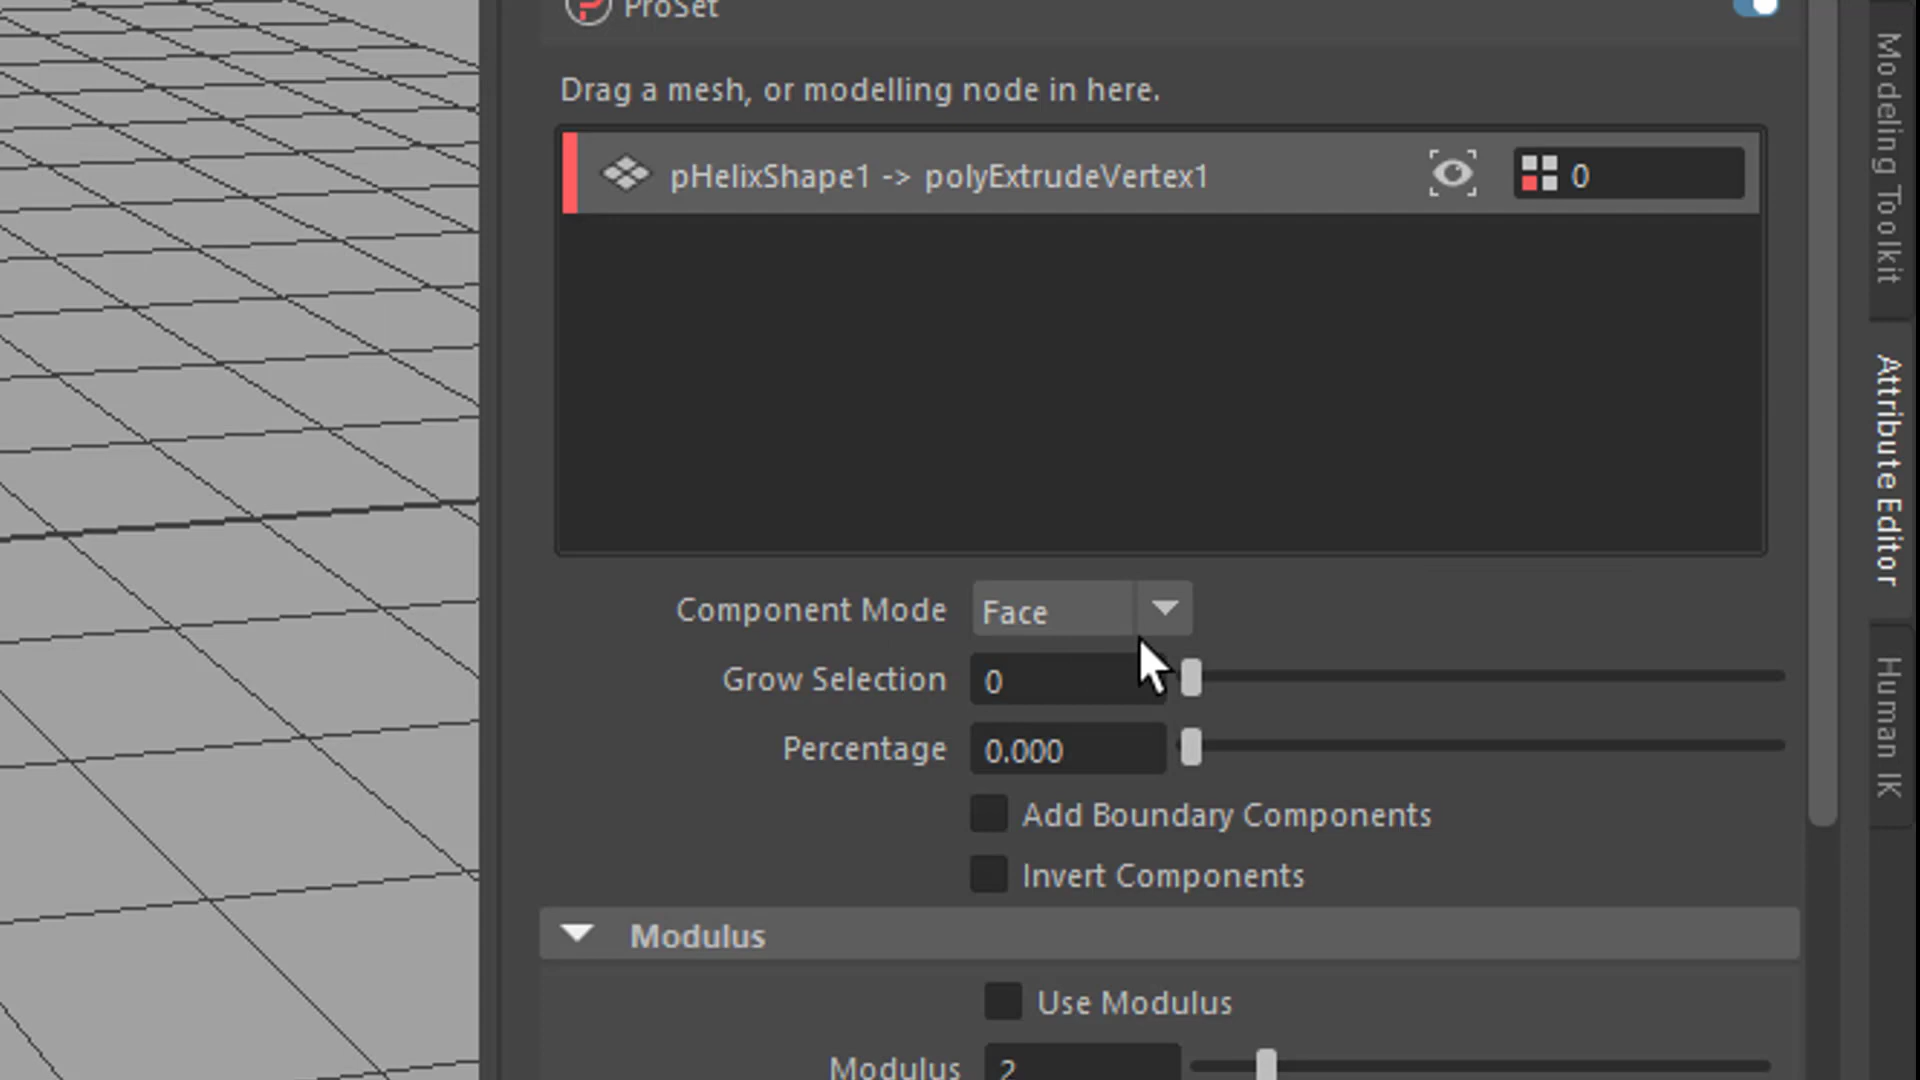 ProSet
Drag a mesh, or modelling node in here.
pHelixShape1 -> polyExtrudeVertex1
0
Component Mode
Face
Grow Selection
0
Percentage
0.000
Add Boundary Components
Invert Components
Modulus
Use Modulus
Modulus
2
Modeling Toolkit
Attribute Editor
Human IK